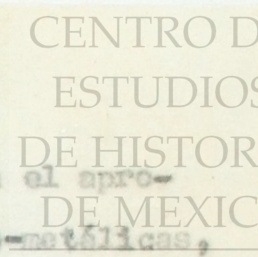 CENTRO D
ESTUDIOS
DE HISTOR
el apro-
DE MEXIC
-metálicas,